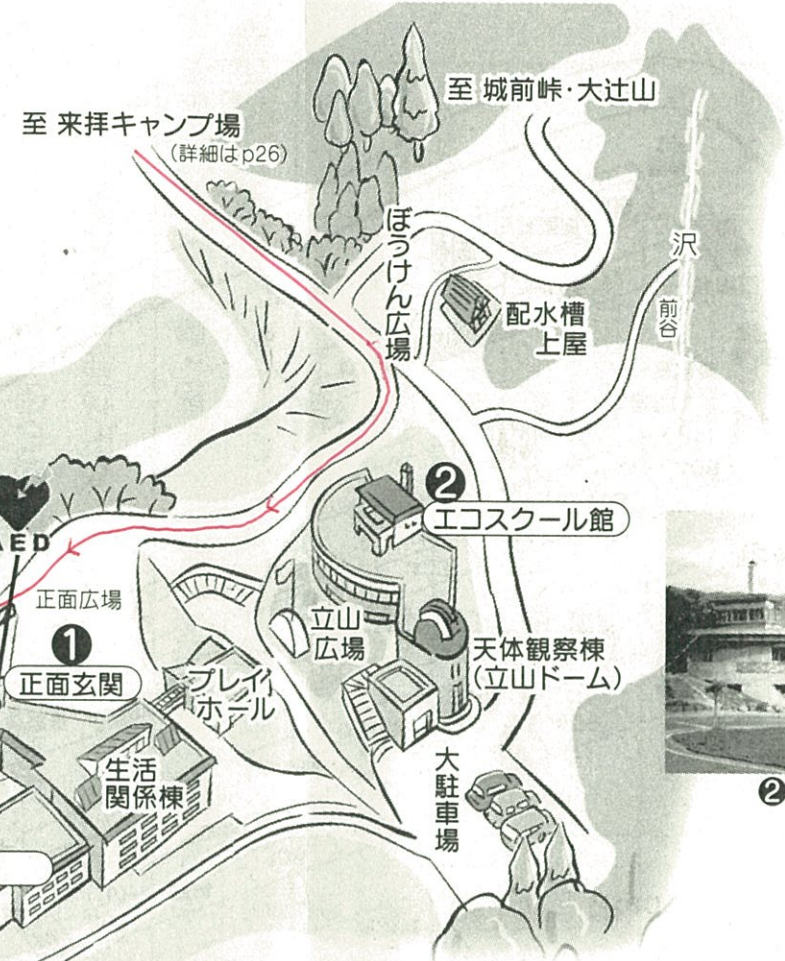 至 城前峠・大辻山
至 来拝キャンプ場
(詳細はp26)
ぼうけん広場
沢
前谷
配水槽
上屋
❷
エコスクール館
AED
正面広場
❶
正面玄関
立山
広場
天体観察棟
(立山ドーム)
プレイ
ホール
生活
関係棟
大駐車場
❷